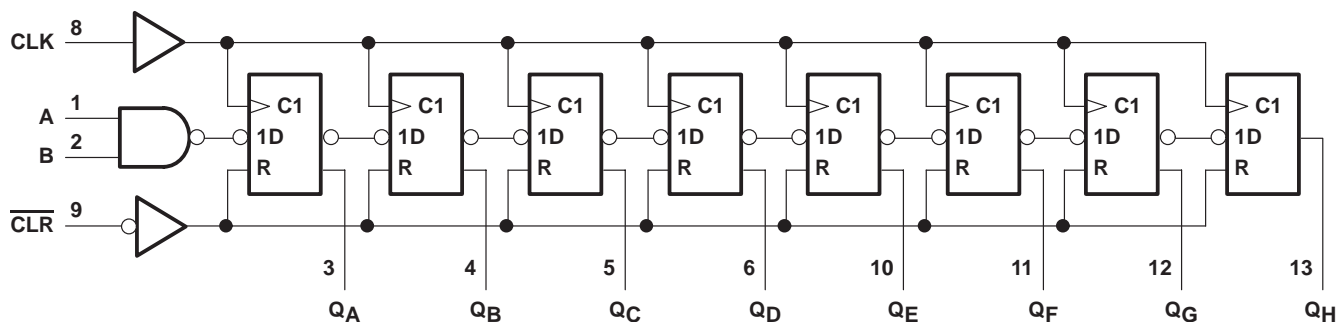 CLK 8
C1 C1 C1 C1 C1 C1 C1 C1
A 1
1D 1D 1D 1D 1D 1D 1D 1D
B 2
R R R R R R R R
C̅L̅R̅ 9
3 4 5 6 10 11 12 13
QA QB QC QD QE QF QG QH